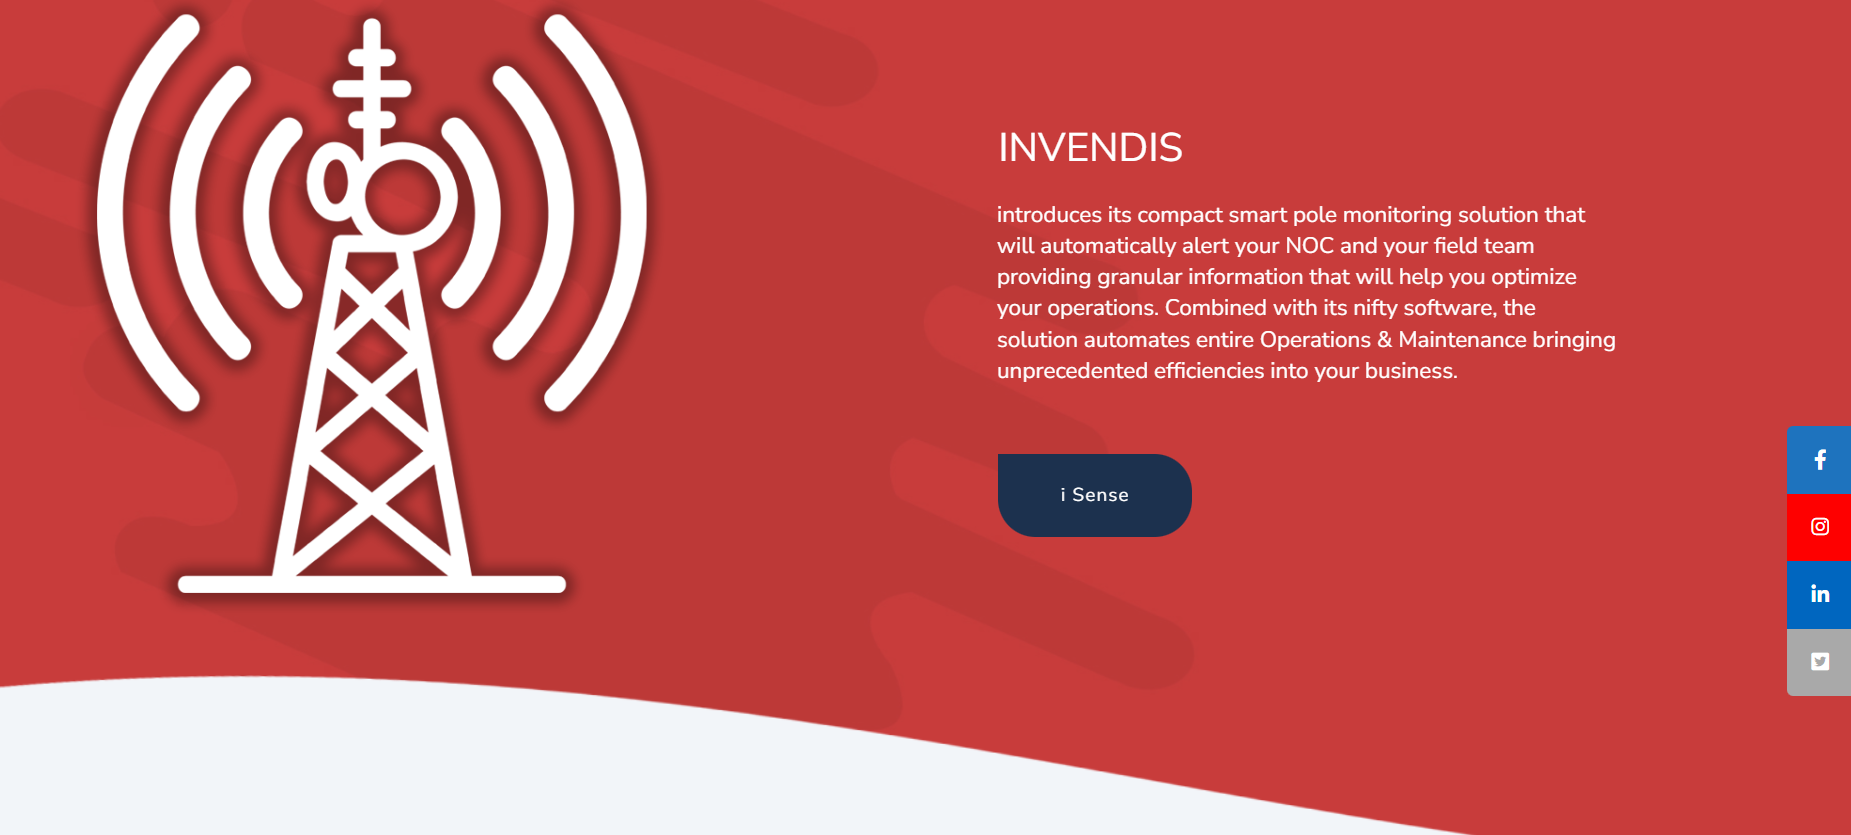 INVENDIS
introduces its compact smart pole monitoring solution that
will automatically alert your NOC and your field team
providing granular information that will help you optimize
your operations. Combined with its nifty software, the
solution automates entire Operations & Maintenance bringing
unprecedented efficiencies into your business.
i Sense